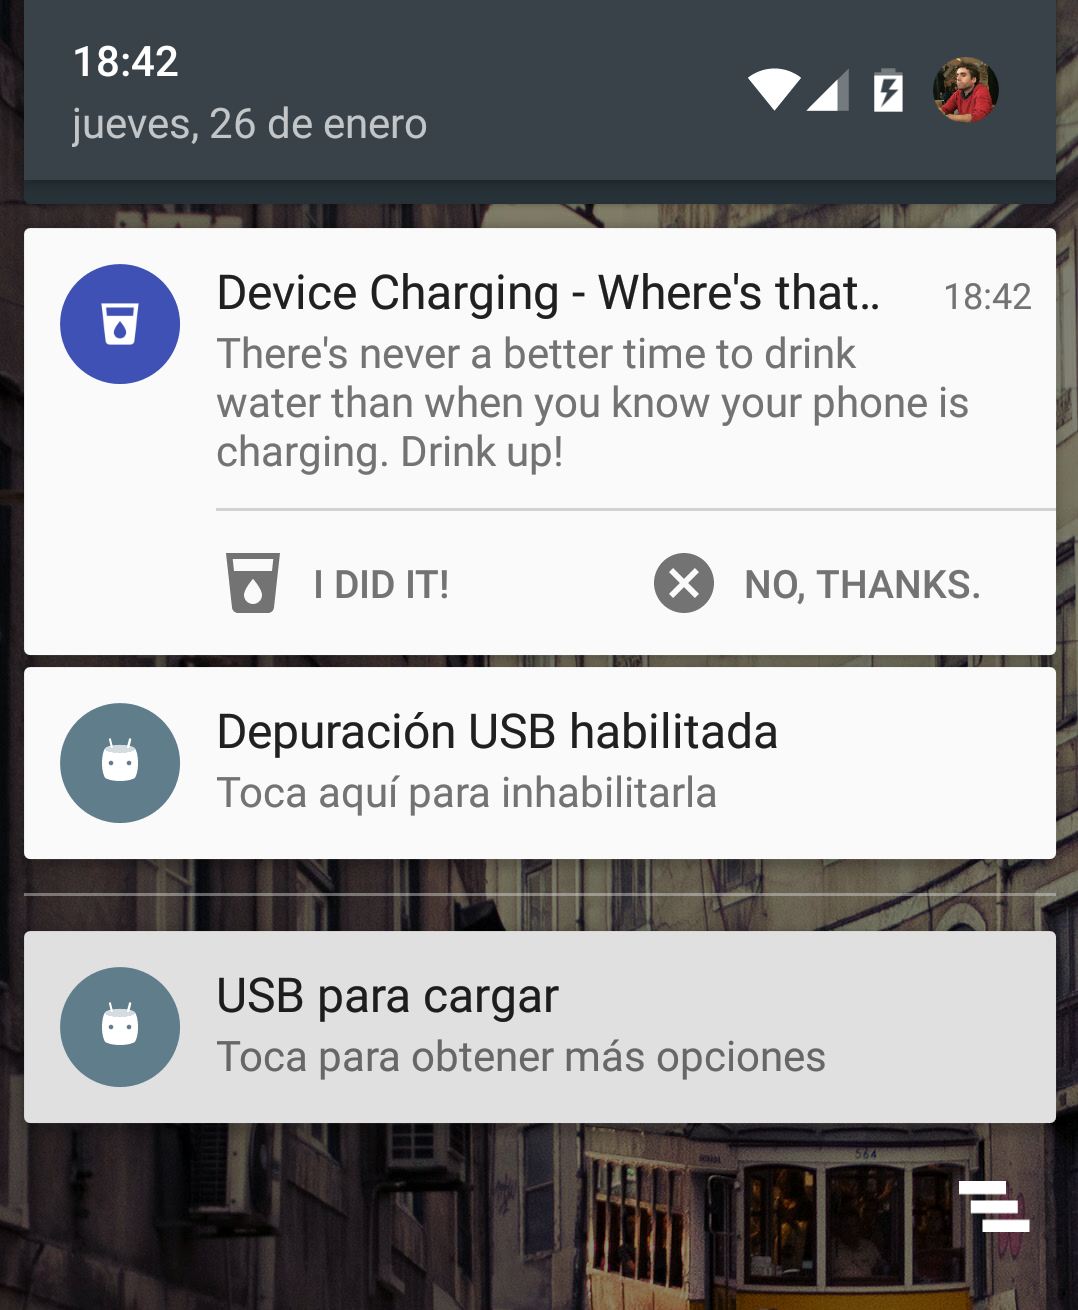 18:42
jueves, 26 de enero
Device Charging - Where's that..
18:42
There's never a better time to drink
water than when you know your phone is
charging. Drink up!
I DID IT!
NO, THANKS.
Depuración USB habilitada
Toca aquí para inhabilitarla
USB para cargar
Toca para obtener más opciones
564